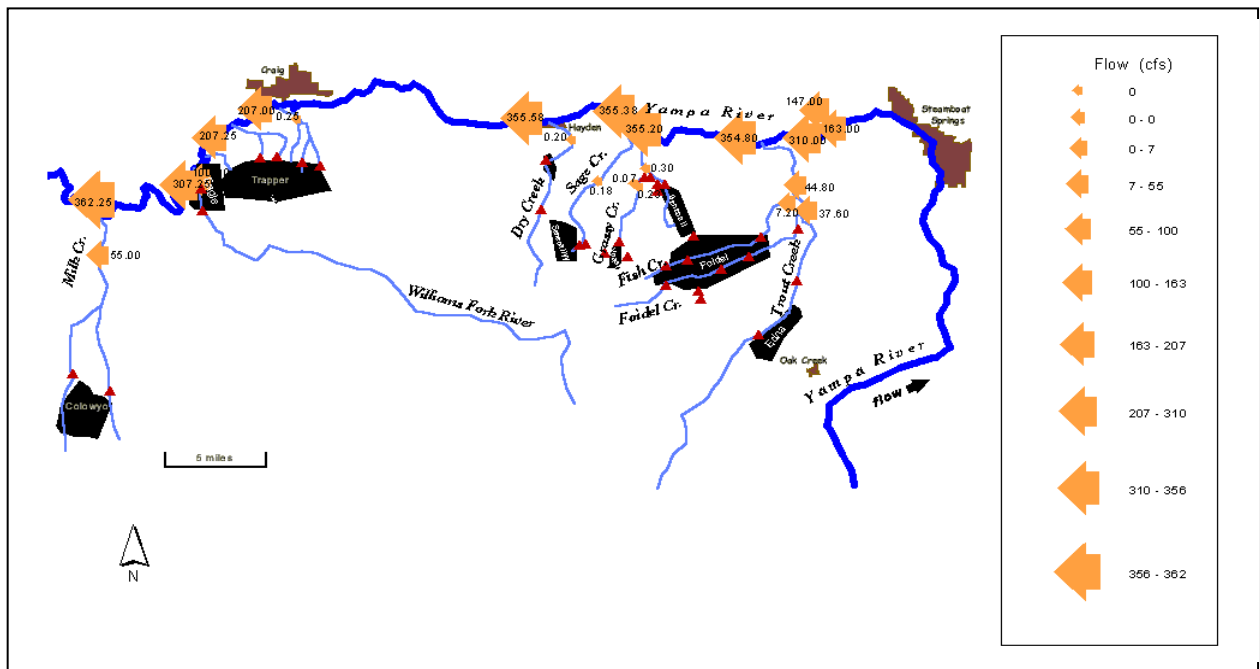 Craig
207.00
0.25
207.25
100
307.25
362.25
Trapper
Milk Cr.
55.00
Colowyo
5 miles
N
Williams Fork River
355.58
355.38
Yampa River
Hayden
355.20
0.20
354.80
147.00
163.00
310.00
Steamboat
Springs
Dry Creek
Sage Cr.
0.18
Grassy Cr.
0.07
0.30
44.80
7.20
37.60
Fish Cr.
Foidel
Foidel Cr.
Trout Creek
Edna
Oak Creek
Yampa River
flow
Flow (cfs)
0
0 - 0
0 - 7
7 - 55
55 - 100
100 - 163
163 - 207
207 - 310
310 - 356
356 - 362